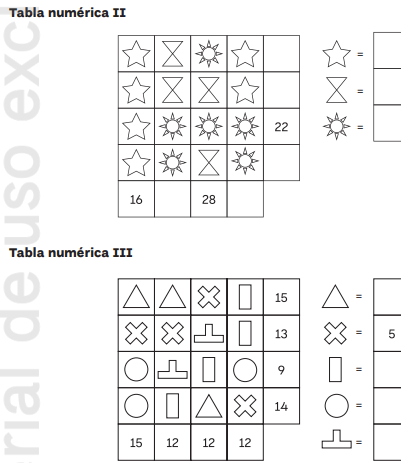 Tabla numérica II
=
=
22 =
16 28
Tabla numérica III
15 =
13 = 5
9 =
14 =
15 12 12 12 =
rial de uso excl